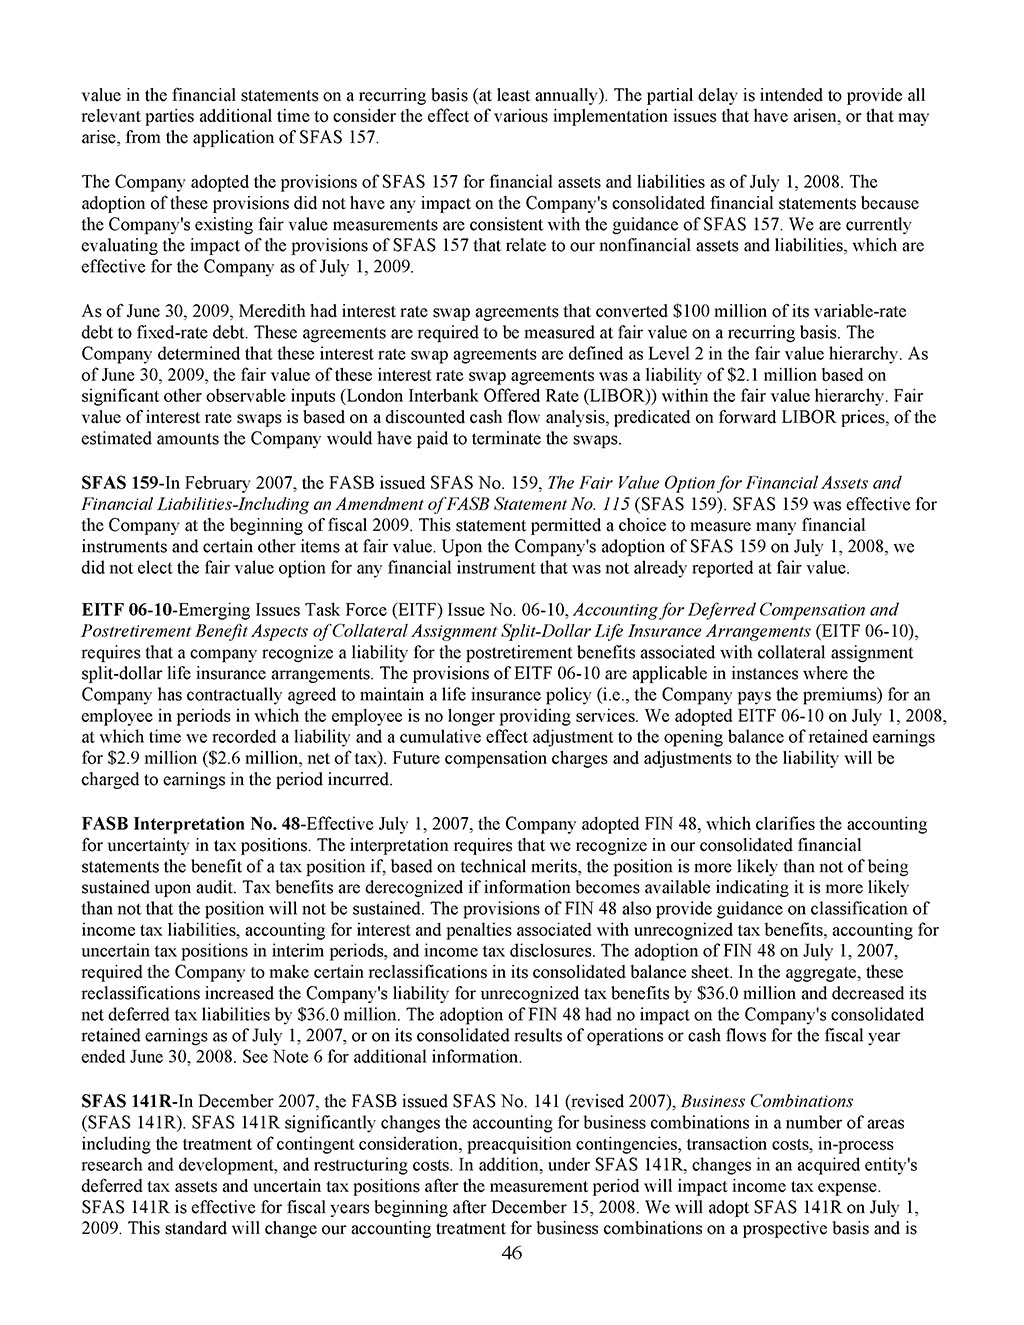 value in the financial statements on a recurring basis (at least annually). The partial delay is intended to provide all
relevant parties additional time to consider the effect of various implementation issues that have arisen, or that may
arise, from the application of SFAS 157.
The Company adopted the provisions of SFAS 157 for financial assets and liabilities as of July 1, 2008. The
adoption of these provisions did not have any impact on the Company's consolidated financial statements because
the Company's existing fair value measurements are consistent with the guidance of SFAS 157. We are currently
evaluating the impact of the provisions of SFAS 157 that relate to our nonfinancial assets and liabilities, which are
effective for the Company as of July 1, 2009.
As of June 30, 2009, Meredith had interest rate swap agreements that converted $100 million of its variable-rate
debt to fixed-rate debt. These agreements are required to be measured at fair value on a recurring basis. The
Company determined that these interest rate swap agreements are defined as Level 2 in the fair value hierarchy. As
of June 30, 2009, the fair value of these interest rate swap agreements was a liability of $2.1 million based on
significant other observable inputs (London Interbank Offered Rate (LIBOR)) within the fair value hierarchy. Fair
value of interest rate swaps is based on a discounted cash flow analysis, predicated on forward LIBOR prices, of the
estimated amounts the Company would have paid to terminate the swaps.
SFAS 159-In February 2007, the FASB issued SFAS No. 159, The Fair Value Option for Financial Assets and
Financial Liabilities-Including an Amendment of FASB Statement No. 115 (SFAS 159). SFAS 159 was effective for
the Company at the beginning of fiscal 2009. This statement permitted a choice to measure many financial
instruments and certain other items at fair value. Upon the Company's adoption of SFAS 159 on July 1, 2008, we
did not elect the fair value option for any financial instrument that was not already reported at fair value.
EITF 06-10-Emerging Issues Task Force (EITF) Issue No. 06-10, Accounting for Deferred Compensation and
Postretirement Benefit Aspects of Collateral Assignment Split-Dollar Life Insurance Arrangements (EITF 06-10),
requires that a company recognize a liability for the postretirement benefits associated with collateral assignment
split-dollar life insurance arrangements. The provisions of EITF 06-10 are applicable in instances where the
Company has contractually agreed to maintain a life insurance policy (i.e., the Company pays the premiums) for an
employee in periods in which the employee is no longer providing services. We adopted EITF 06-10 on July 1, 2008,
at which time we recorded a liability and a cumulative effect adjustment to the opening balance of retained earnings
for $2.9 million ($2.6 million, net of tax). Future compensation charges and adjustments to the liability will be
charged to earnings in the period incurred.
FASB Interpretation No. 48-Effective July 1, 2007, the Company adopted FIN 48, which clarifies the accounting
for uncertainty in tax positions. The interpretation requires that we recognize in our consolidated financial
statements the benefit of a tax position if, based on technical merits, the position is more likely than not of being
sustained upon audit. Tax benefits are derecognized if information becomes available indicating it is more likely
than not that the position will not be sustained. The provisions of FIN 48 also provide guidance on classification of
income tax liabilities, accounting for interest and penalties associated with unrecognized tax benefits, accounting for
uncertain tax positions in interim periods, and income tax disclosures. The adoption of FIN 48 on July 1, 2007,
required the Company to make certain reclassifications in its consolidated balance sheet. In the aggregate, these
reclassifications increased the Company's liability for unrecognized tax benefits by $36.0 million and decreased its
net deferred tax liabilities by $36.0 million. The adoption of FIN 48 had no impact on the Company's consolidated
retained earnings as of July 1, 2007, or on its consolidated results of operations or cash flows for the fiscal year
ended June 30, 2008. See Note 6 for additional information.
SFAS 141R-In December 2007, the FASB issued SFAS No. 141 (revised 2007), Business Combinations
(SFAS 141R). SFAS 141R significantly changes the accounting for business combinations in a number of areas
including the treatment of contingent consideration, preacquisition contingencies, transaction costs, in-process
research and development, and restructuring costs. In addition, under SFAS 141R, changes in an acquired entity's
deferred tax assets and uncertain tax positions after the measurement period will impact income tax expense.
SFAS 141R is effective for fiscal years beginning after December 15, 2008. We will adopt SFAS 141R on July 1,
2009. This standard will change our accounting treatment for business combinations on a prospective basis and is
46